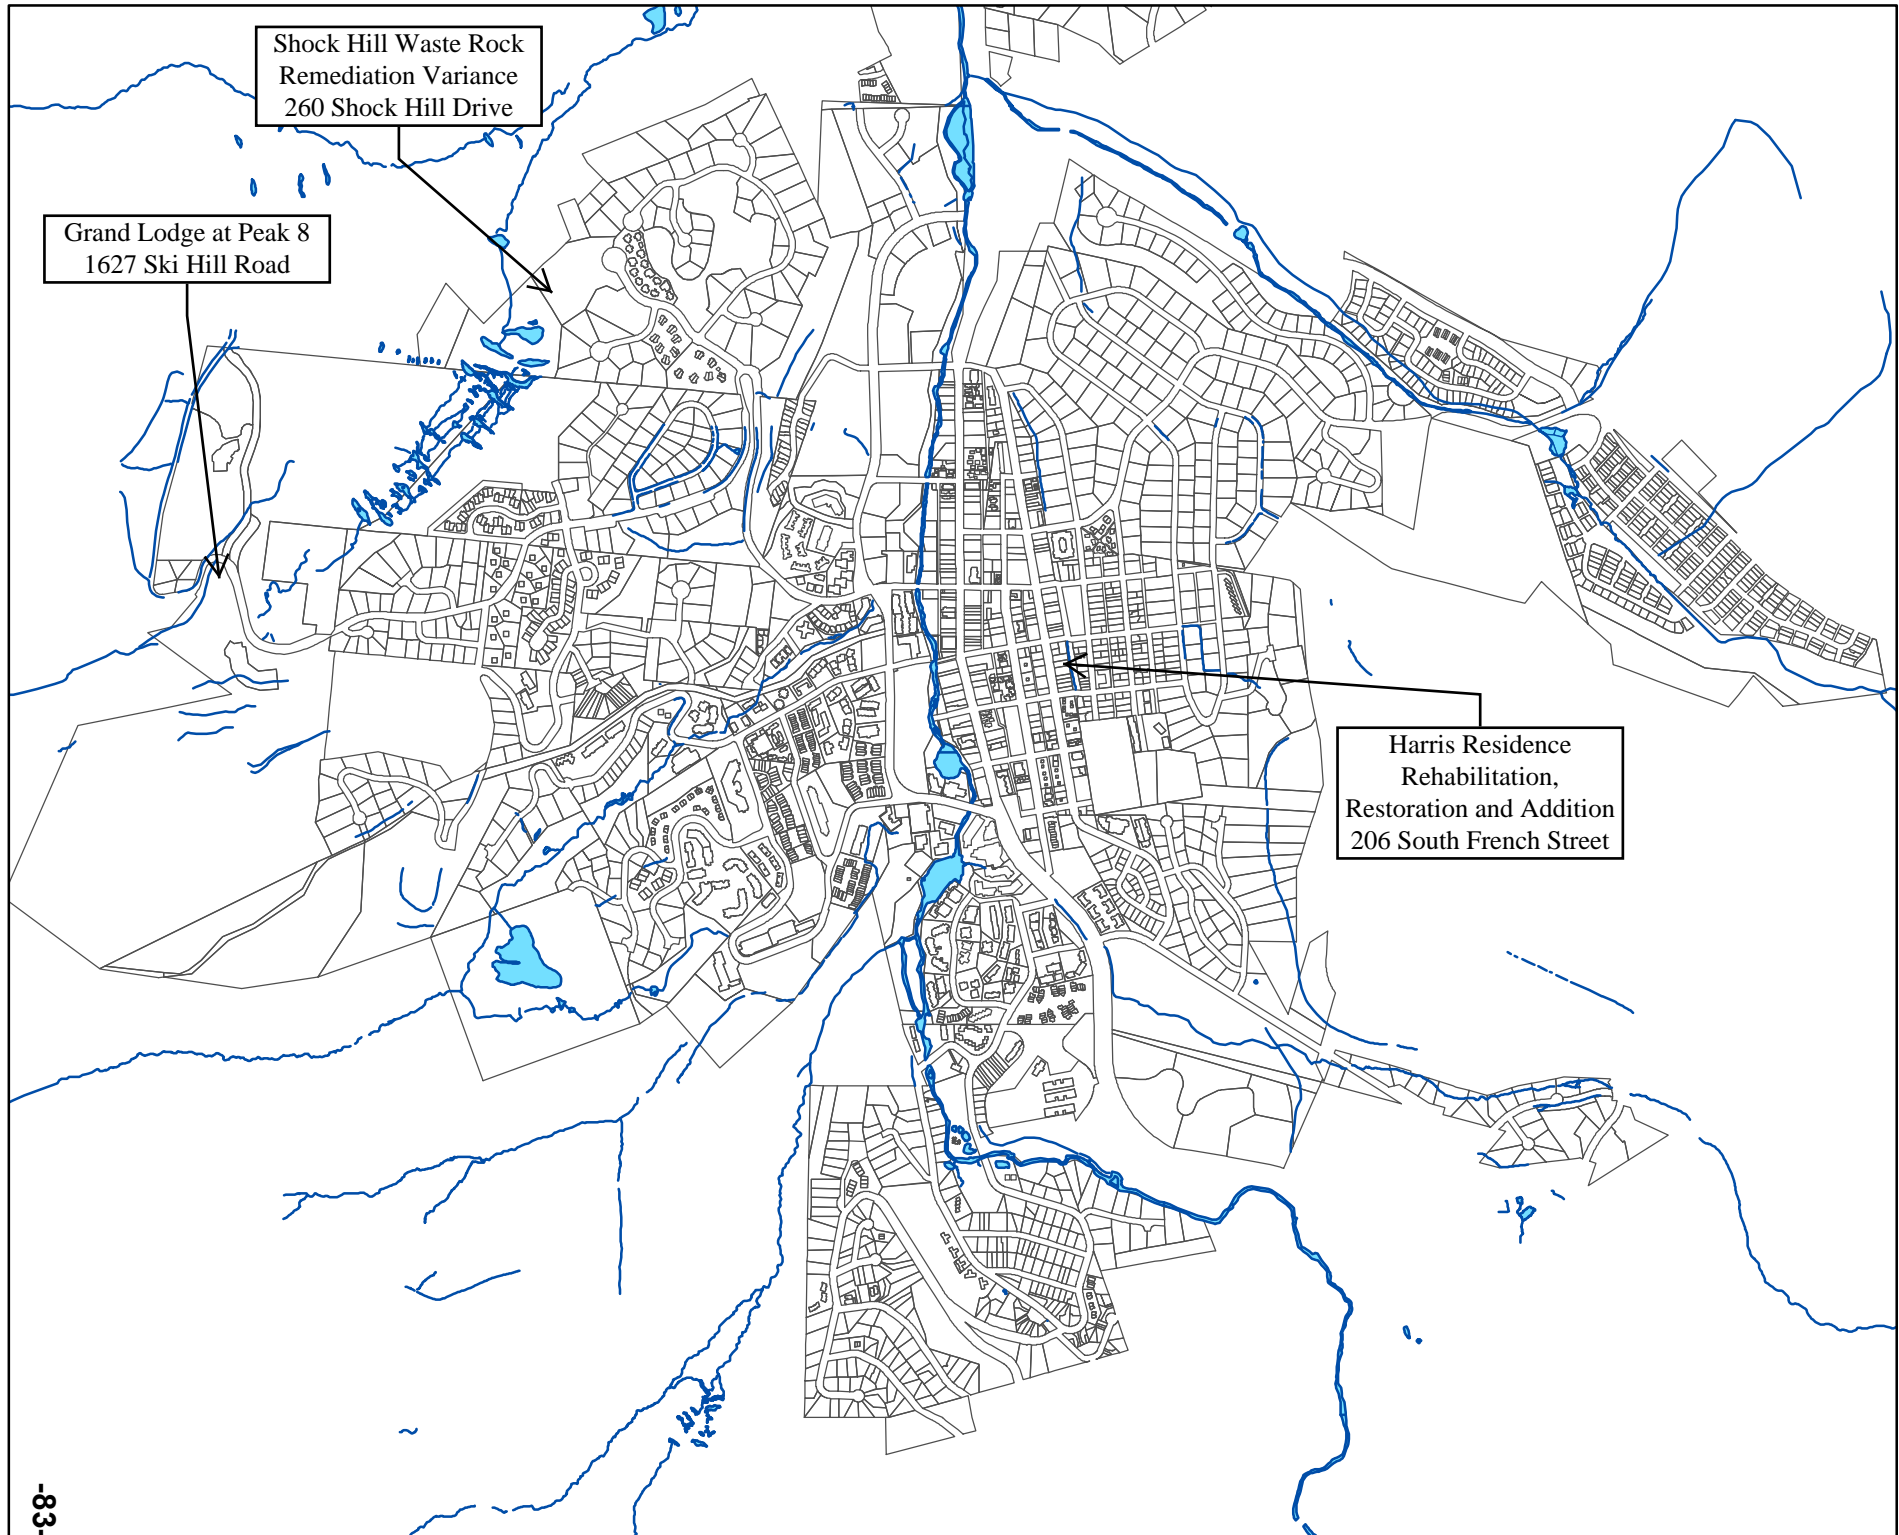 Shock Hill Waste Rock
Remediation Variance
260 Shock Hill Drive
Grand Lodge at Peak 8
1627 Ski Hill Road
Harris Residence
Rehabilitation,
Restoration and Addition
206 South French Street
-83-